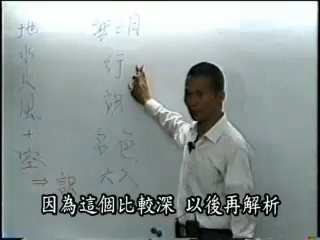 地
水
火
風
+
空
⇒ 識
無明
行
識
名色
六入
因為這個比較深 以後再解析